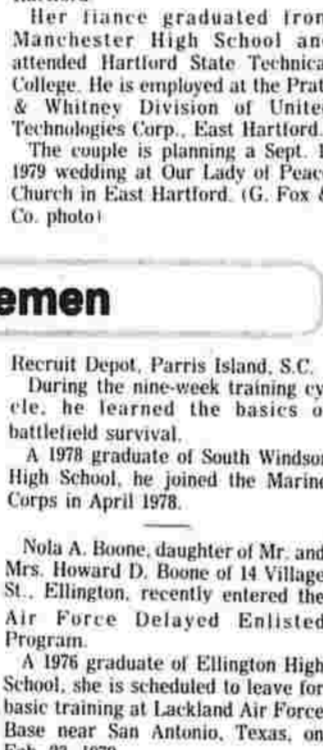 Her fiance graduated from
Manchester High School an
attended Hartford State Technica
College. He is employed at the Prat
& Whitney Division of Unite
Technologies Corp., East Hartford.
The couple is planning a Sept. 1
1979 wedding at Our Lady of Peac
Church in East Hartford. (G. Fox &
Co. photo)
emen
Recruit Depot, Parris Island, S.C.
During the nine-week training cy
cle, he learned the basics o
battlefield survival.
A 1978 graduate of South Windsor
High School, he joined the Marine
Corps in April 1978.
Nola A. Boone, daughter of Mr. and
Mrs. Howard D. Boone of 14 Village
St., Ellington, recently entered the
Air Force Delayed Enlisted
Program.
A 1976 graduate of Ellington High
School, she is scheduled to leave for
basic training at Lackland Air Force
Base near San Antonio, Texas, on